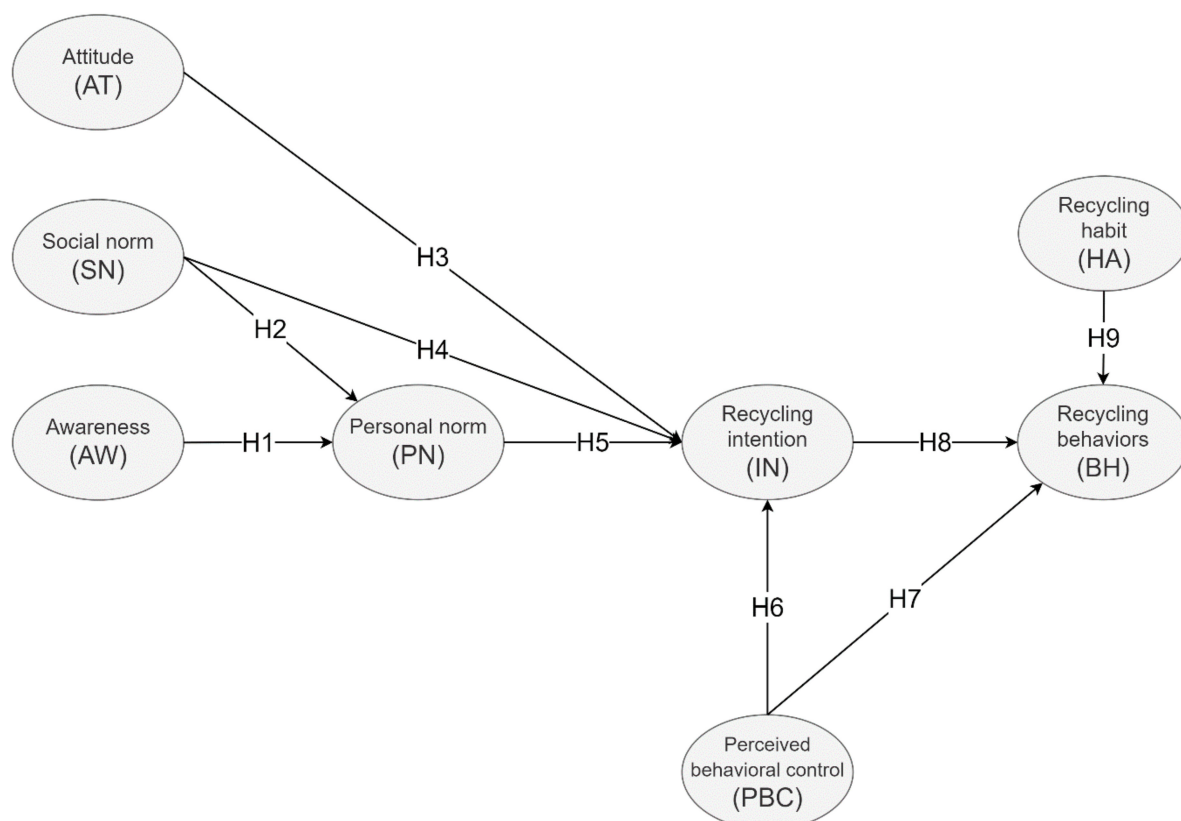 Attitude
(AT)
Social norm
(SN)
Awareness
(AW)
H3
H2
H4
H1
Personal norm
(PN)
H5
Recycling
intention
(IN)
H8
Recycling
habit
(HA)
H9
Recycling
behaviors
(BH)
H6
H7
Perceived
behavioral control
(PBC)